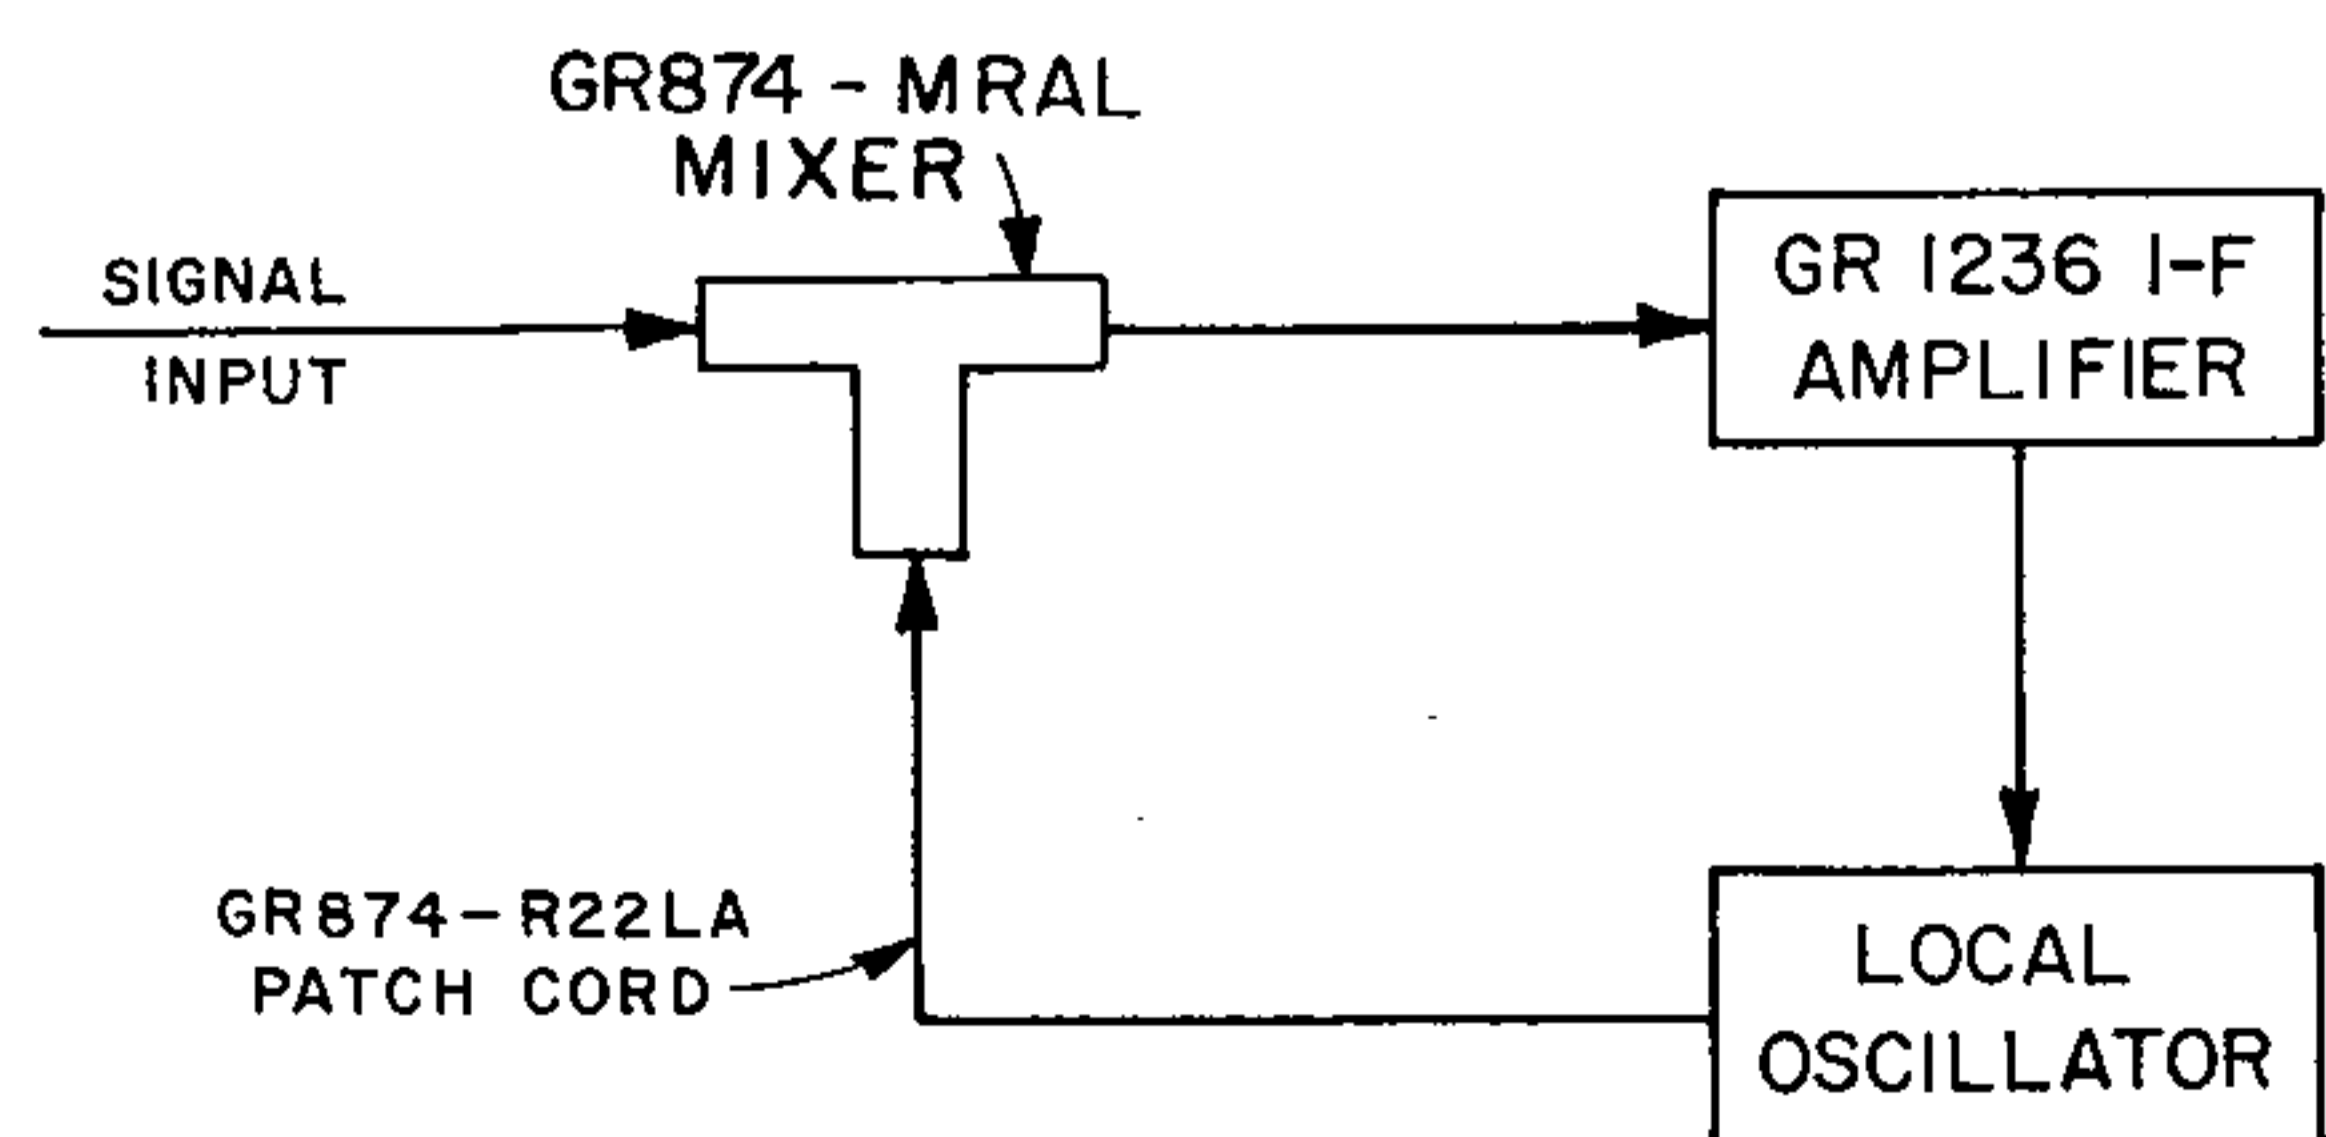 GR874 - MRAL
MIXER
SIGNAL
INPUT
GR 1236 I-F
AMPLIFIER
GR874-R22LA
PATCH CORD
LOCAL
OSCILLATOR